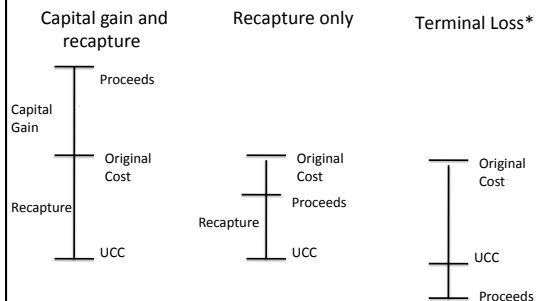 Capital gain and
recapture
Proceeds
Capital
Gain
Original
Cost
Recapture
UCC
Recapture only
Original
Cost
Proceeds
Recapture
UCC
Terminal Loss*
Original
Cost
UCC
Proceeds